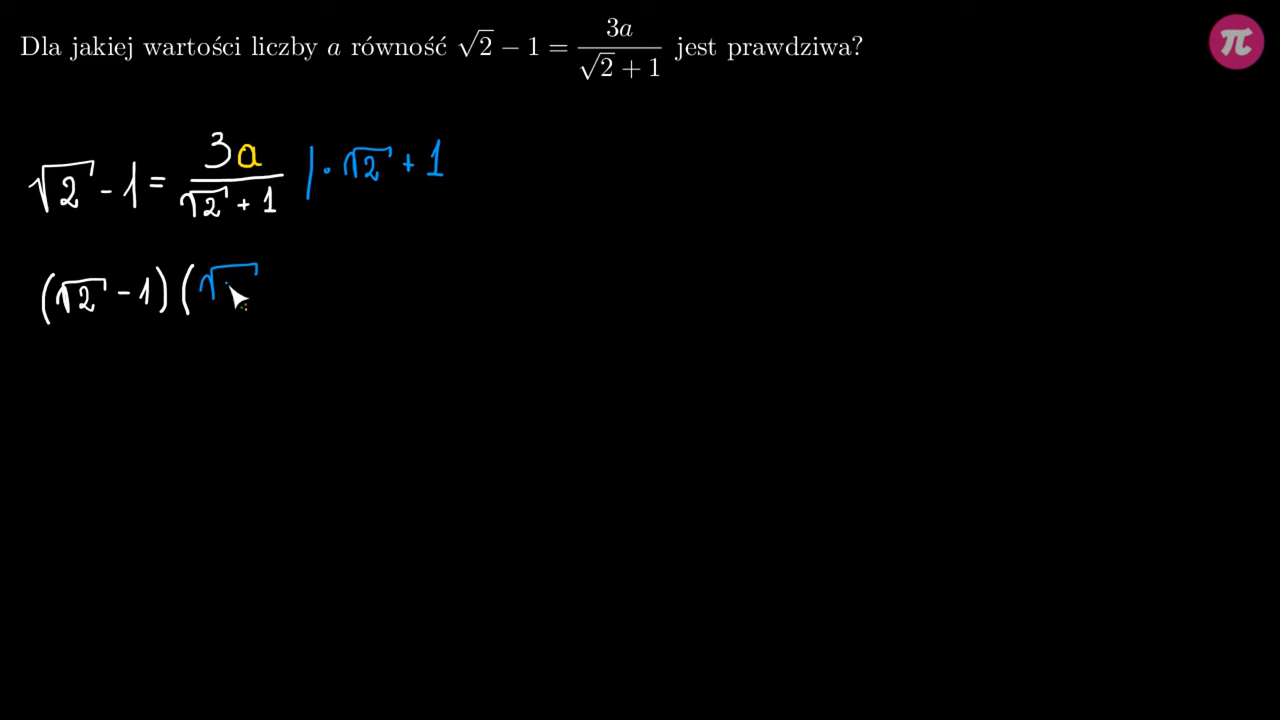 Dla jakiej wartości liczby a równość √2 − 1 = 3a/(√2 + 1) jest prawdziwa?
π
√2 - 1 = 3a/(√2 + 1) | · √2 + 1
(√2 - 1) (√